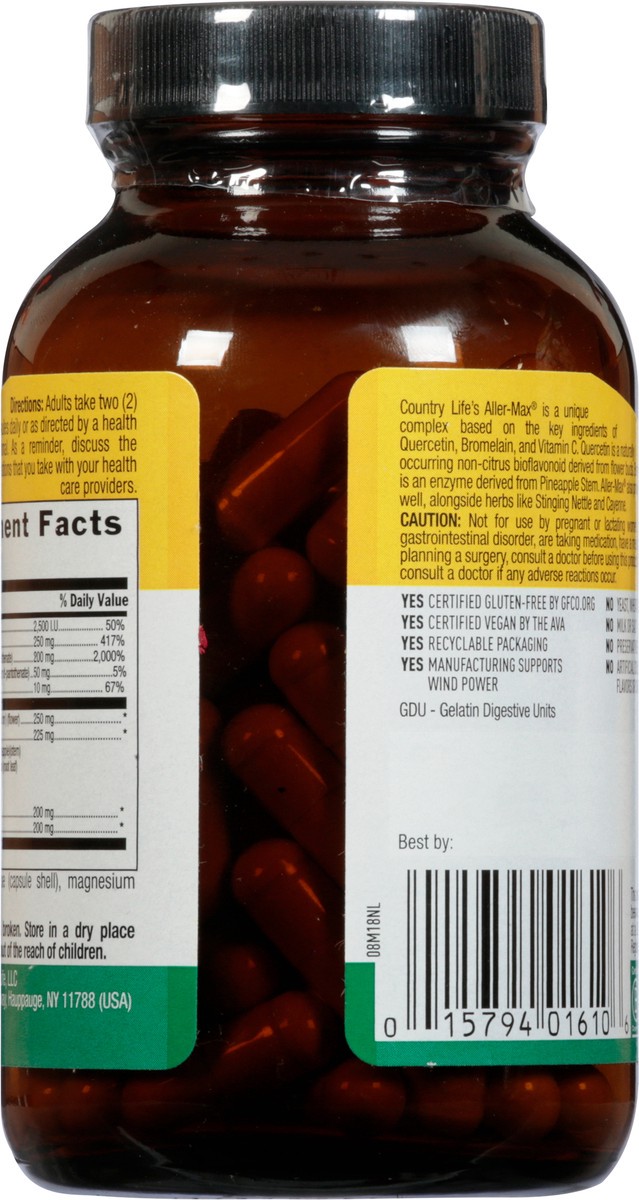 Directions: Adults take two (2)
daily or as directed by a health
As a reminder, discuss the
that you take with your health
care providers.
Facts
% Daily Value
2,500 I.U. 50%
250 mg 417%
200 mg 2,000%
50 mg 5%
10 mg 67%
(flower) 250 mg *
225 mg *
200 mg *
200 mg *
(capsule shell), magnesium
broken. Store in a dry place
out of the reach of children.
LLC
Hauppauge, NY 11788 (USA)
Country Life's Aller-Max® is a unique
complex based on the key ingredients of
Quercetin, Bromelain, and Vitamin C. Quercetin is a
occurring non-citrus bioflavonoid derived from flower
is an enzyme derived from Pineapple Stem. Aller-Max®
well, alongside herbs like Stinging Nettle and Cayenne.
CAUTION: Not for use by pregnant or lactating
gastrointestinal disorder, are taking medication,
planning a surgery, consult a doctor before using this
consult a doctor if any adverse reactions occur.
YES CERTIFIED GLUTEN-FREE BY GFCO.ORG NO YEAST,
YES CERTIFIED VEGAN BY THE AVA NO MILK
YES RECYCLABLE PACKAGING NO
YES MANUFACTURING SUPPORTS NO
WIND POWER
GDU - Gelatin Digestive Units
Best by:
08M18NL
0 15794 01610 6